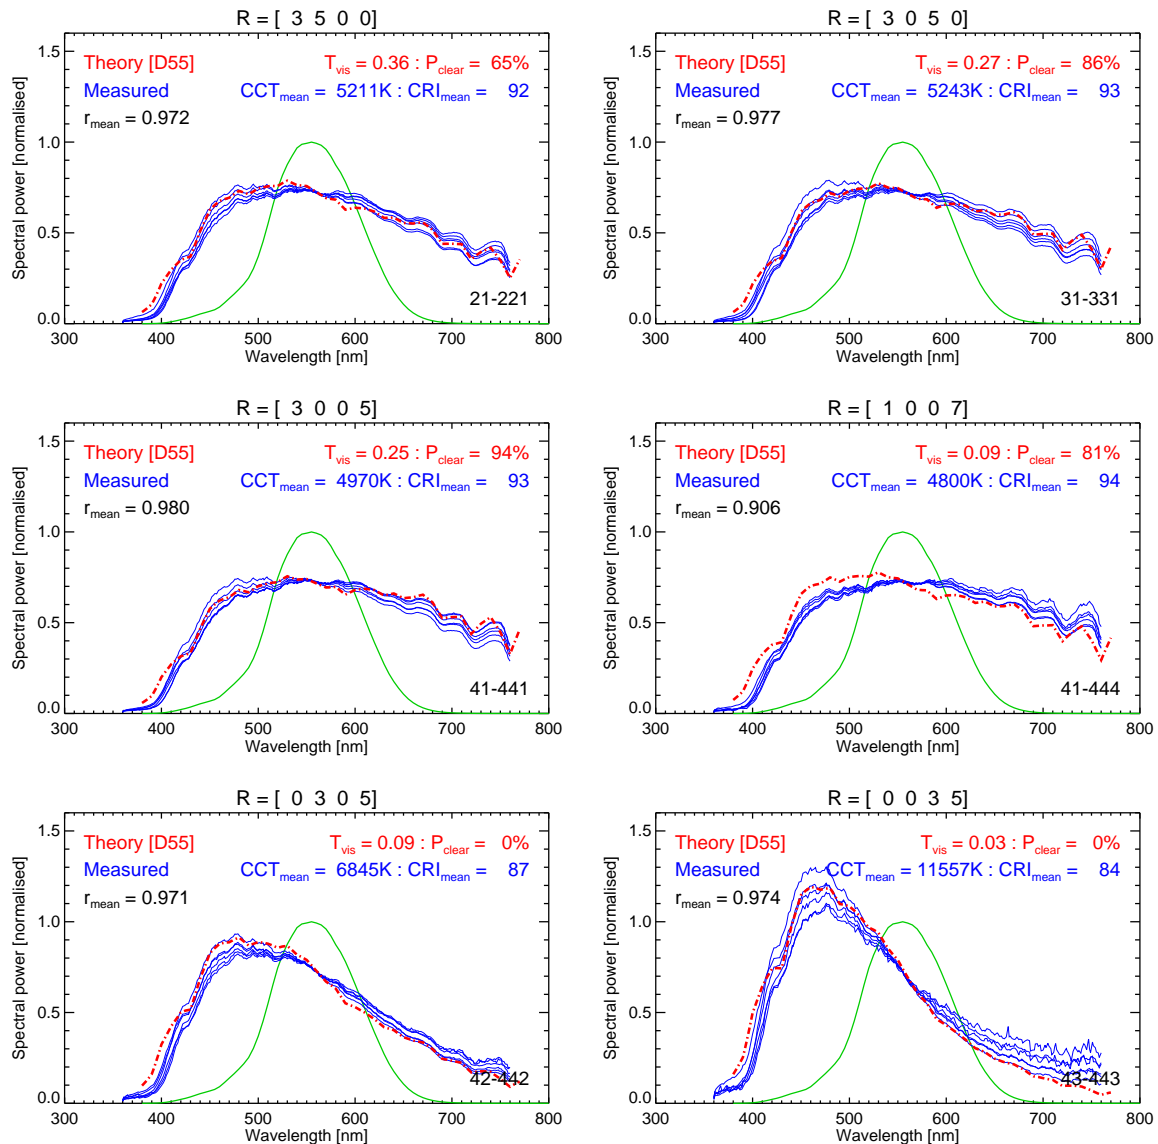 R = [ 3 5 0 0]
Spectral power [normalised]
1.5
1.0
0.5
0.0
Theory [D55]
T_vis = 0.36 : P_clear = 65%
Measured
CCT_mean = 5211K : CRI_mean = 92
r_mean = 0.972
21-221
300 400 500 600 700 800
Wavelength [nm]
R = [ 3 0 5 0]
Spectral power [normalised]
1.5
1.0
0.5
0.0
Theory [D55]
T_vis = 0.27 : P_clear = 86%
Measured
CCT_mean = 5243K : CRI_mean = 93
r_mean = 0.977
31-331
300 400 500 600 700 800
Wavelength [nm]
R = [ 3 0 0 5]
Spectral power [normalised]
1.5
1.0
0.5
0.0
Theory [D55]
T_vis = 0.25 : P_clear = 94%
Measured
CCT_mean = 4970K : CRI_mean = 93
r_mean = 0.980
41-441
300 400 500 600 700 800
Wavelength [nm]
R = [ 1 0 0 7]
Spectral power [normalised]
1.5
1.0
0.5
0.0
Theory [D55]
T_vis = 0.09 : P_clear = 81%
Measured
CCT_mean = 4800K : CRI_mean = 94
r_mean = 0.906
41-444
300 400 500 600 700 800
Wavelength [nm]
R = [ 0 3 0 5]
Spectral power [normalised]
1.5
1.0
0.5
0.0
Theory [D55]
T_vis = 0.09 : P_clear = 0%
Measured
CCT_mean = 6845K : CRI_mean = 87
r_mean = 0.971
42-442
300 400 500 600 700 800
Wavelength [nm]
R = [ 0 0 3 5]
Spectral power [normalised]
1.5
1.0
0.5
0.0
Theory [D55]
T_vis = 0.03 : P_clear = 0%
Measured
CCT_mean = 11557K : CRI_mean = 84
r_mean = 0.974
43-443
300 400 500 600 700 800
Wavelength [nm]